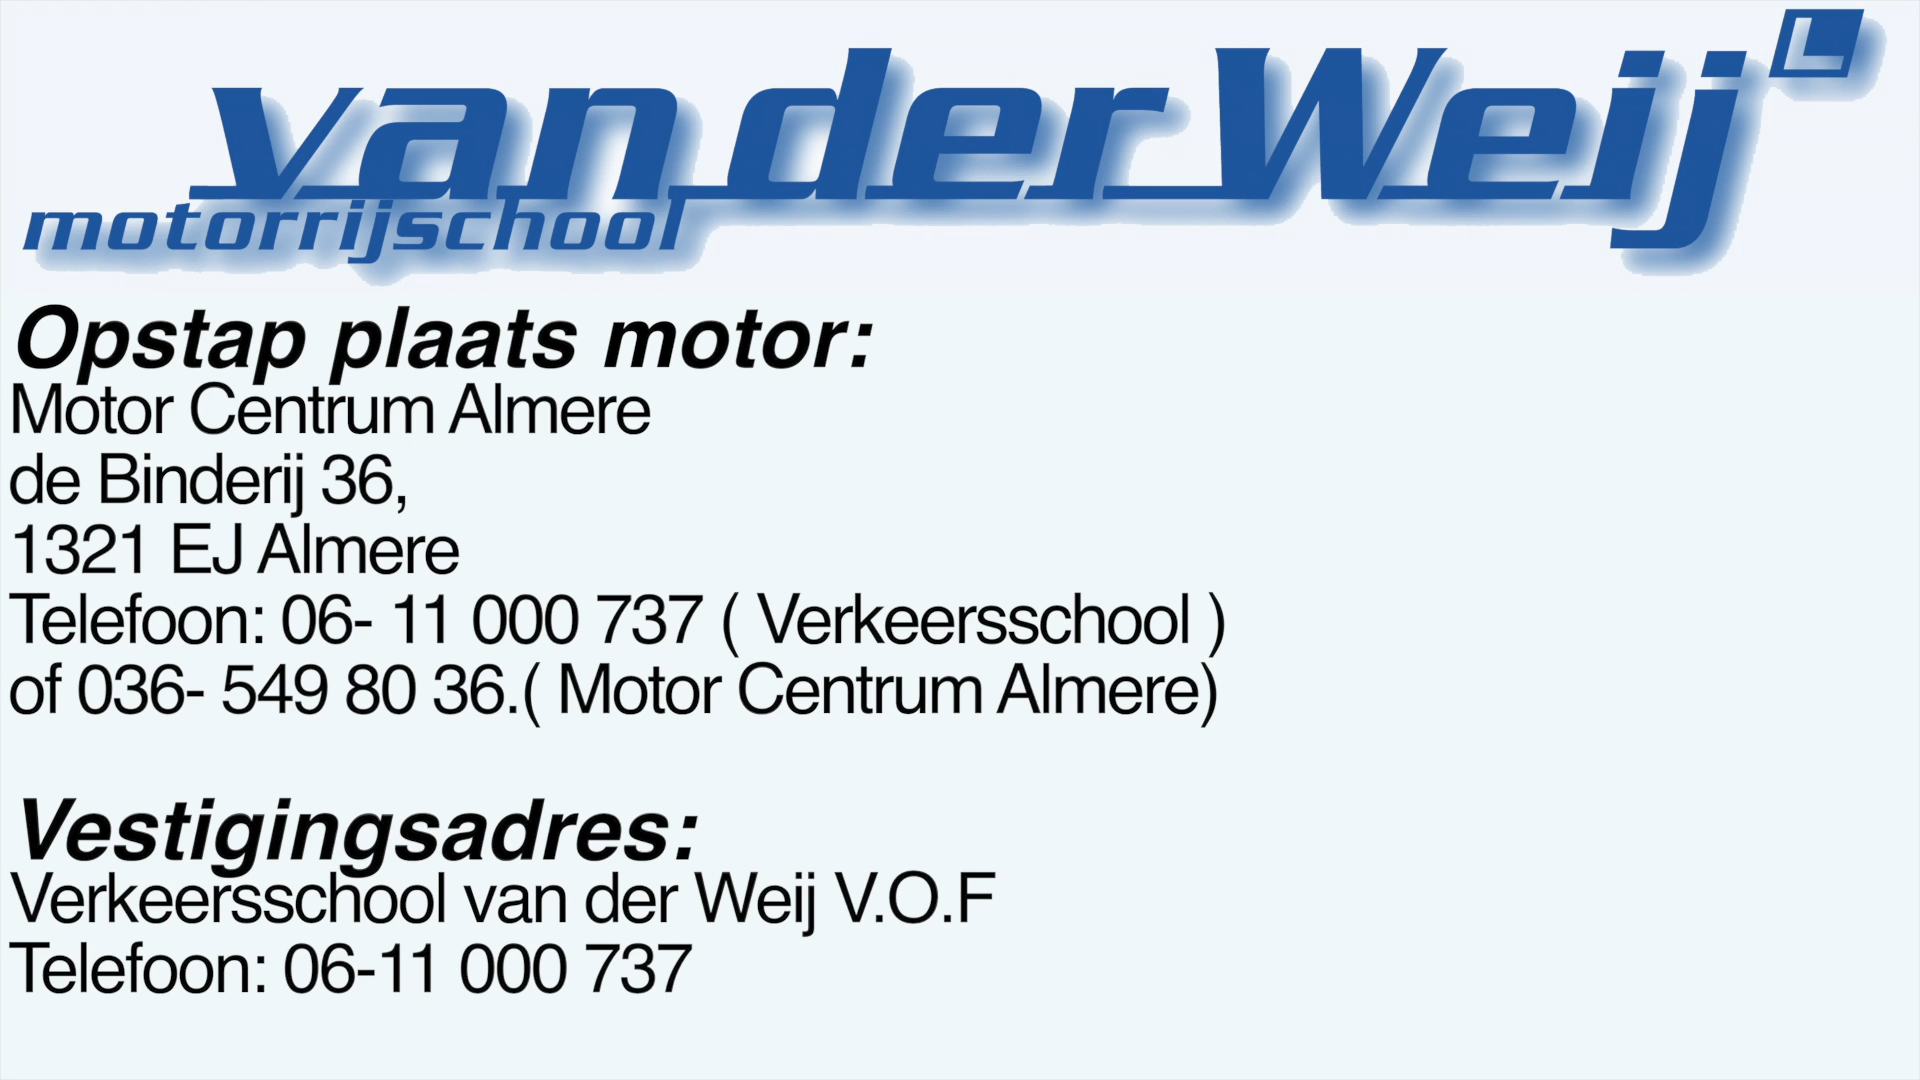 van der Weij L
motorrijschool
Opstap plaats motor:
Motor Centrum Almere
de Binderij 36,
1321 EJ Almere
Telefoon: 06- 11 000 737 ( Verkeersschool )
of 036- 549 80 36.( Motor Centrum Almere)
Vestigingsadres:
Verkeersschool van der Weij V.O.F
Telefoon: 06-11 000 737